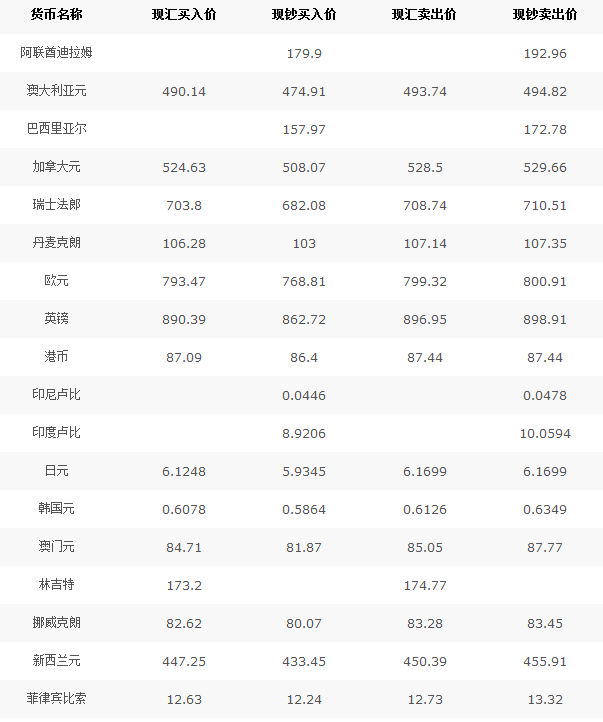 货币名称 现汇买入价 现钞买入价 现汇卖出价 现钞卖出价
阿联酋迪拉姆 179.9 192.96
澳大利亚元 490.14 474.91 493.74 494.82
巴西里亚尔 157.97 172.78
加拿大元 524.63 508.07 528.5 529.66
瑞士法郎 703.8 682.08 708.74 710.51
丹麦克朗 106.28 103 107.14 107.35
欧元 793.47 768.81 799.32 800.91
英镑 890.39 862.72 896.95 898.91
港币 87.09 86.4 87.44 87.44
印尼卢比 0.0446 0.0478
印度卢比 8.9206 10.0594
日元 6.1248 5.9345 6.1699 6.1699
韩国元 0.6078 0.5864 0.6126 0.6349
澳门元 84.71 81.87 85.05 87.77
林吉特 173.2 174.77
挪威克朗 82.62 80.07 83.28 83.45
新西兰元 447.25 433.45 450.39 455.91
菲律宾比索 12.63 12.24 12.73 13.32